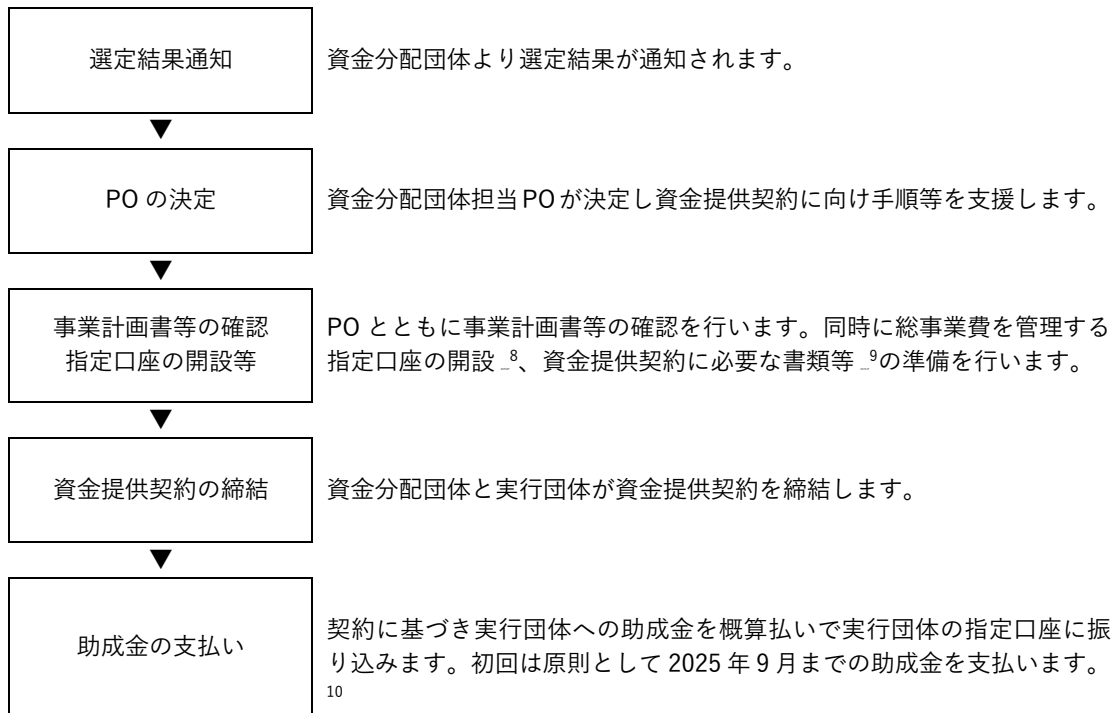 選定結果通知
資金分配団体より選定結果が通知されます。
▼
PO の決定
資金分配団体担当 PO が決定し資金提供契約に向け手順等を支援します。
▼
事業計画書等の確認
指定口座の開設等
PO とともに事業計画書等の確認を行います。同時に総事業費を管理する
指定口座の開設 8、資金提供契約に必要な書類等 9の準備を行います。
▼
資金提供契約の締結
資金分配団体と実行団体が資金提供契約を締結します。
▼
助成金の支払い
契約に基づき実行団体への助成金を概算払いで実行団体の指定口座に振
り込みます。初回は原則として 2025 年 9 月までの助成金を支払います。
10